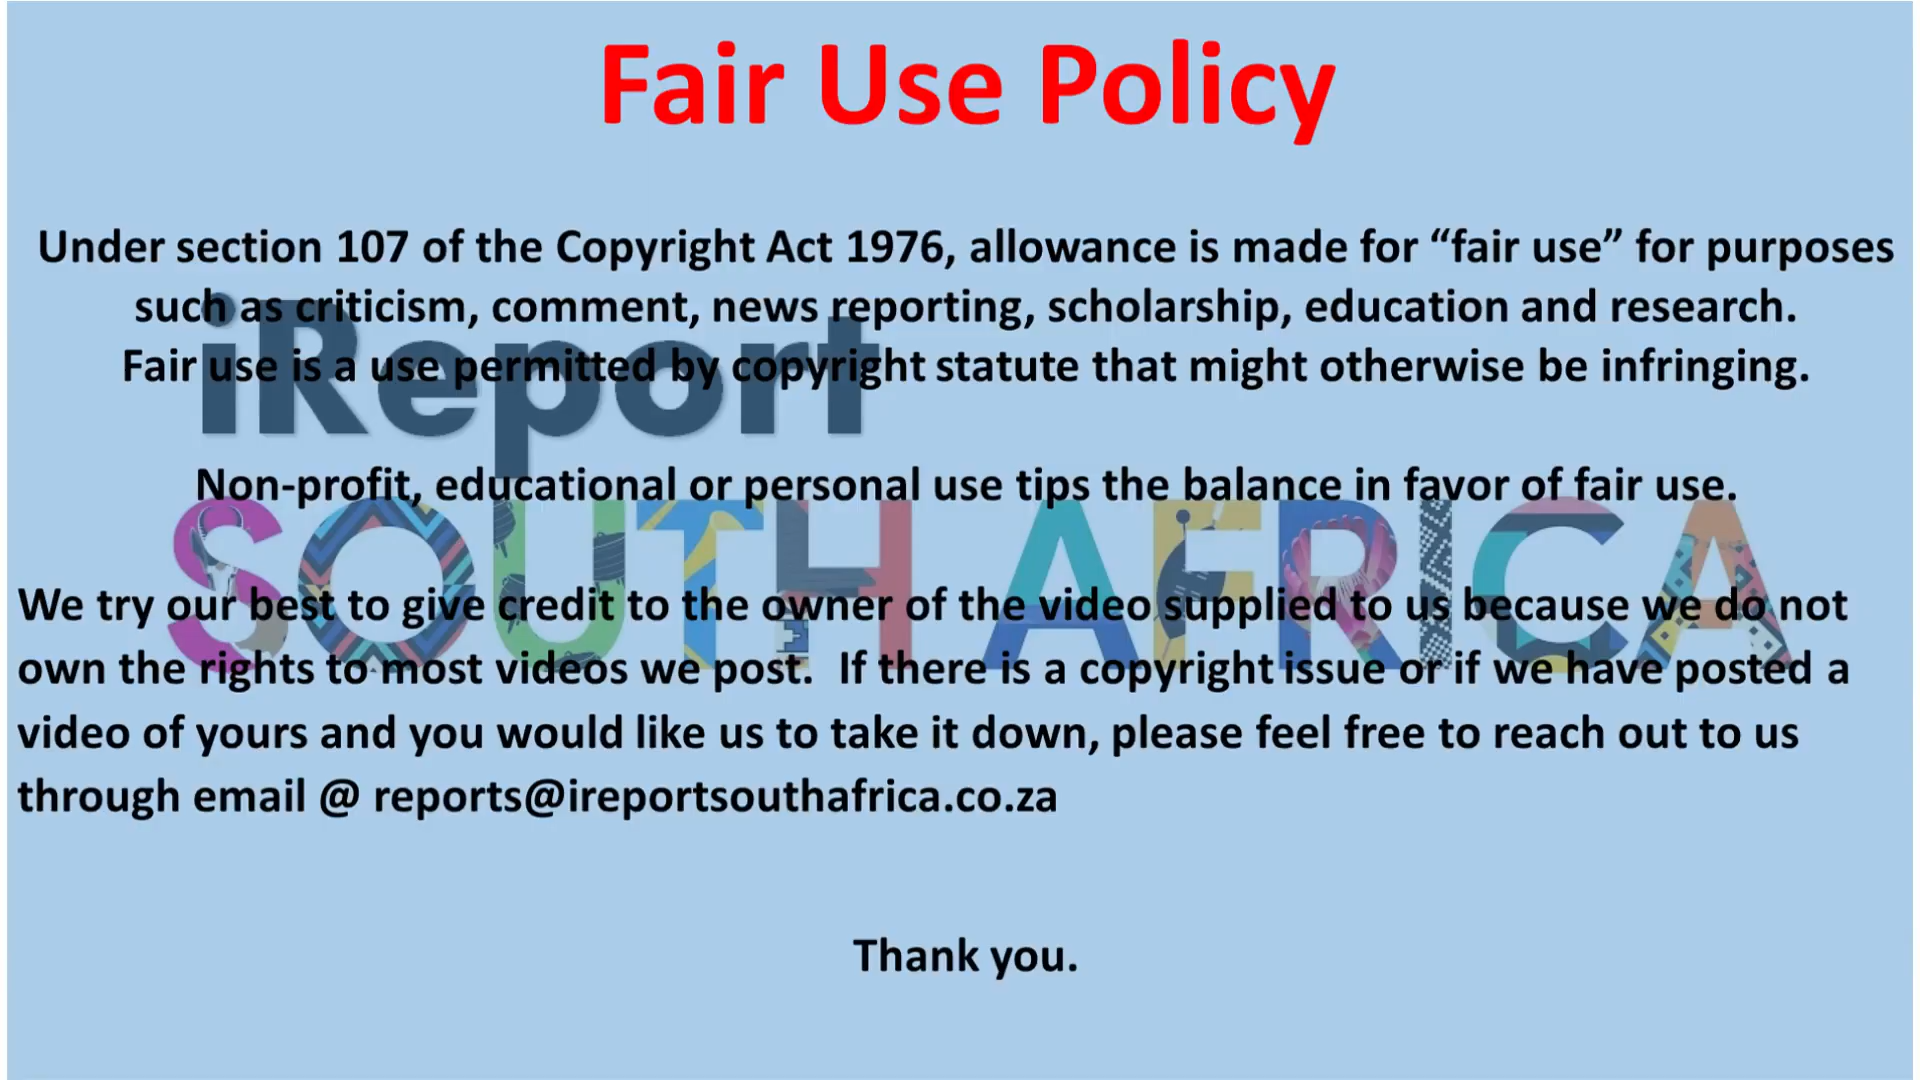 Fair Use Policy
Under section 107 of the Copyright Act 1976, allowance is made for “fair use” for purposes
such as criticism, comment, news reporting, scholarship, education and research.
Fair use is a use permitted by copyright statute that might otherwise be infringing.
iReport
Non-profit, educational or personal use tips the balance in favor of fair use.
SOUTH AFRICA
We try our best to give credit to the owner of the video supplied to us because we do not
own the rights to most videos we post.  If there is a copyright issue or if we have posted a
video of yours and you would like us to take it down, please feel free to reach out to us
through email @ reports@ireportsouthafrica.co.za
Thank you.